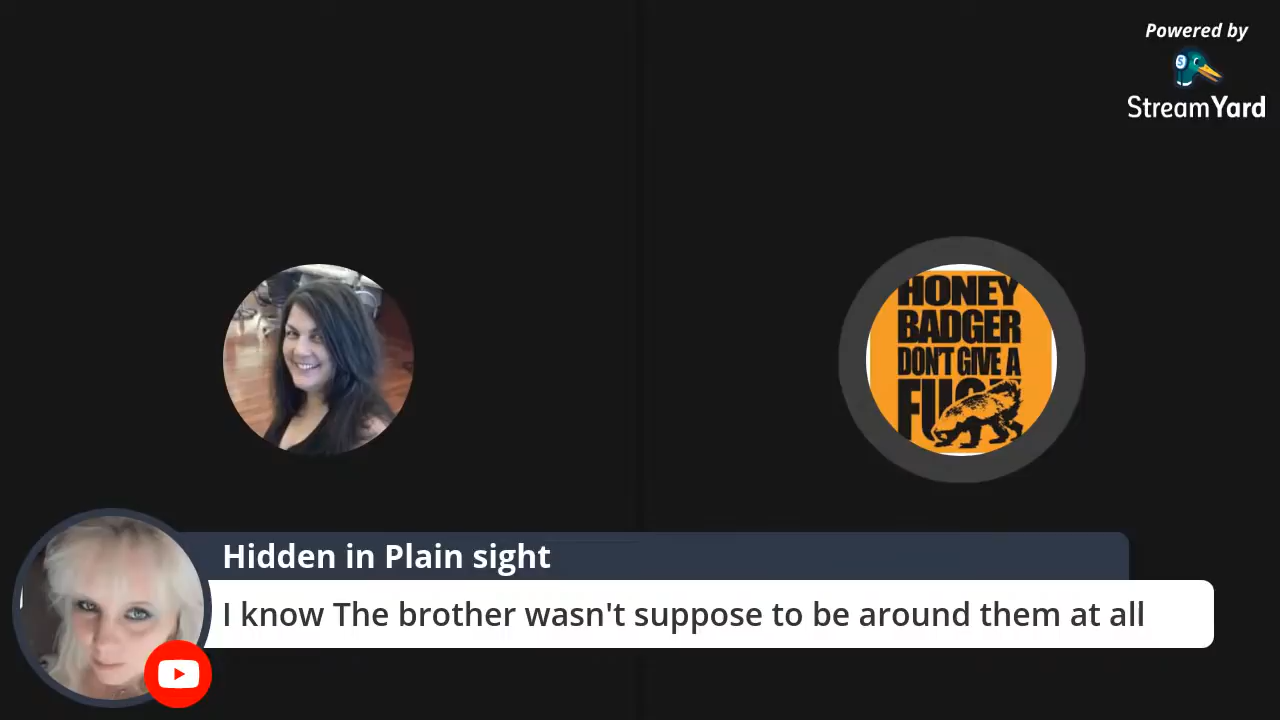 Powered by
StreamYard
HONEY
BADGER
DON'T GIVE A
Hidden in Plain sight
I know The brother wasn't suppose to be around them at all